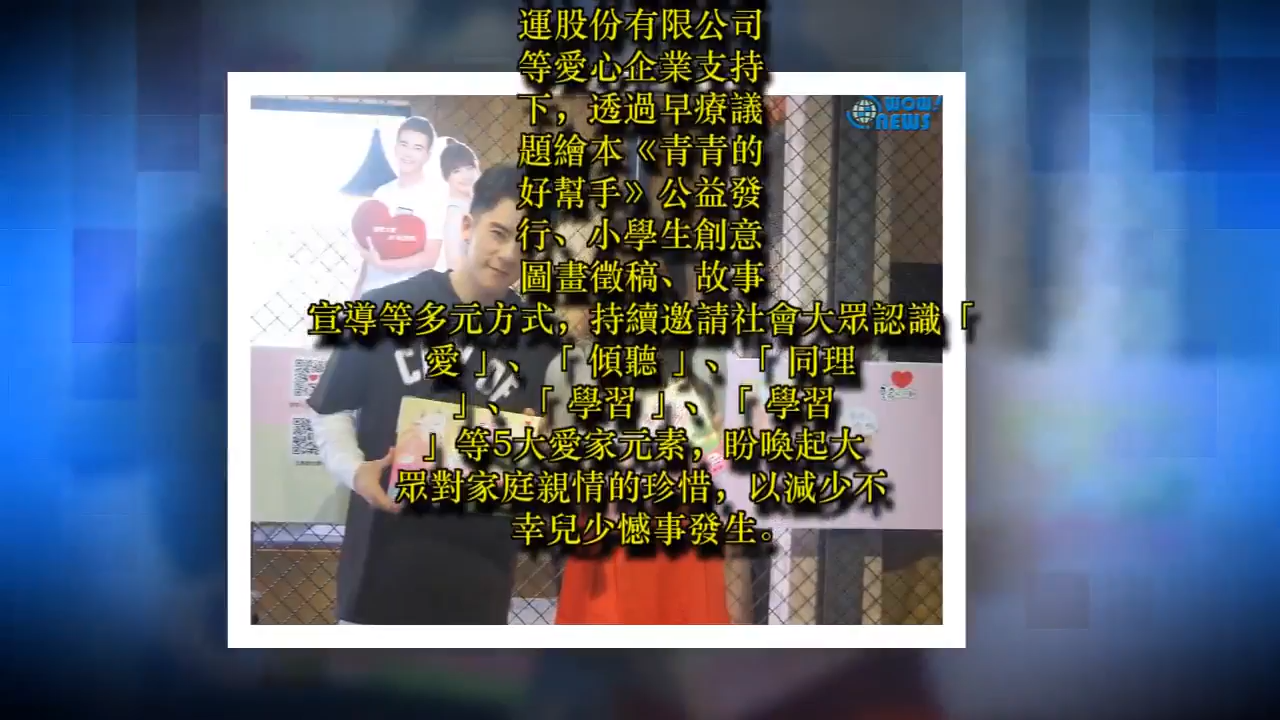 運股份有限公司
等愛心企業支持
下，透過早療議
題繪本《青青的
好幫手》公益發
行、小學生創意
圖畫徵稿、故事
宣導等多元方式，持續邀請社會大眾認識「
愛 」、「 傾聽 」、「 同理
」、「 學習 」、「 學習
」等5大愛家元素，盼喚起大
眾對家庭親情的珍惜，以減少不
幸兒少憾事發生。
WOW!
NEWS